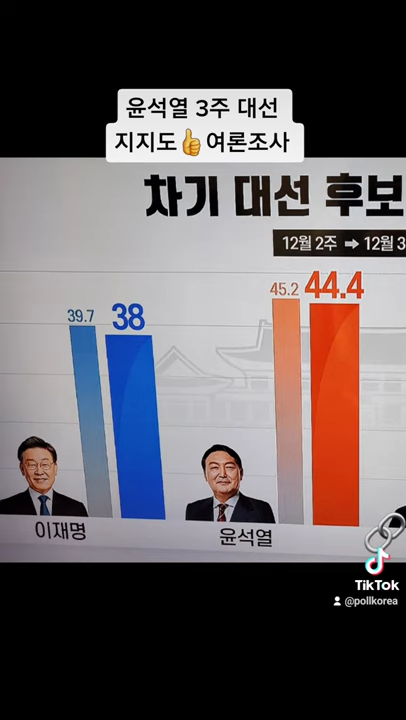 윤석열 3주 대선
지지도👍여론조사
차기 대선 후보
12월 2주 ➡ 12월 3
39.7
38
45.2
44.4
이재명
윤석열
TikTok
@pollkorea